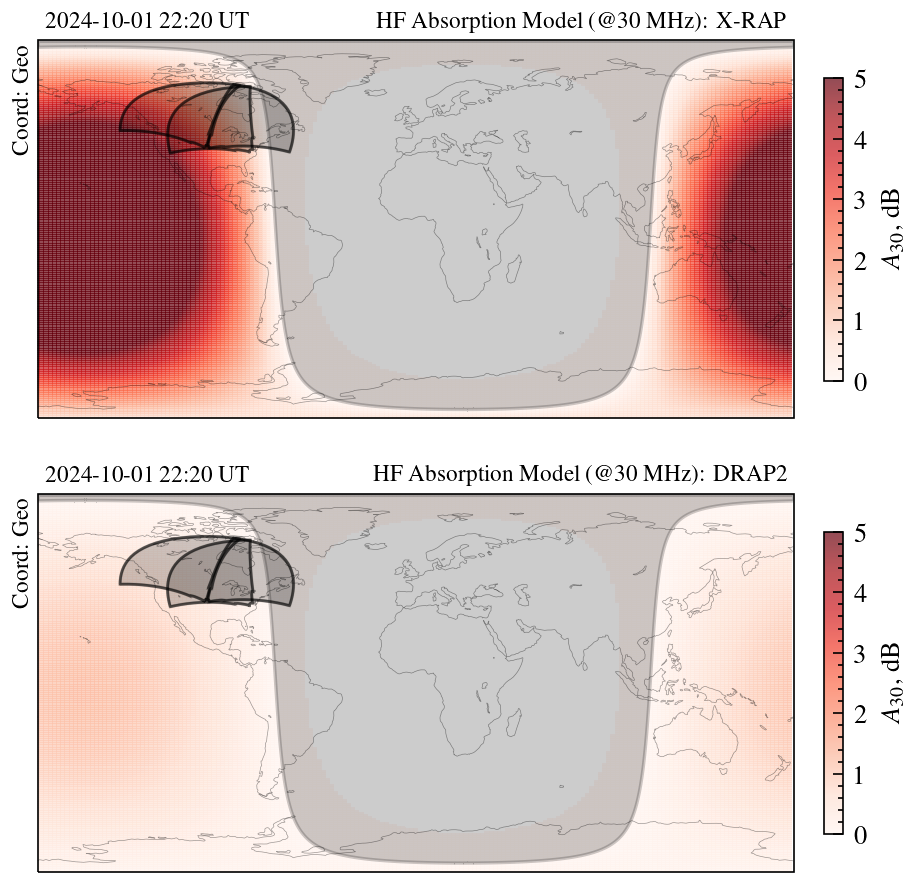 2024-10-01 22:20 UT
HF Absorption Model (@30 MHz): X-RAP
Coord: Geo
5
4
3
2
1
0
A30, dB
2024-10-01 22:20 UT
HF Absorption Model (@30 MHz): DRAP2
Coord: Geo
5
4
3
2
1
0
A30, dB